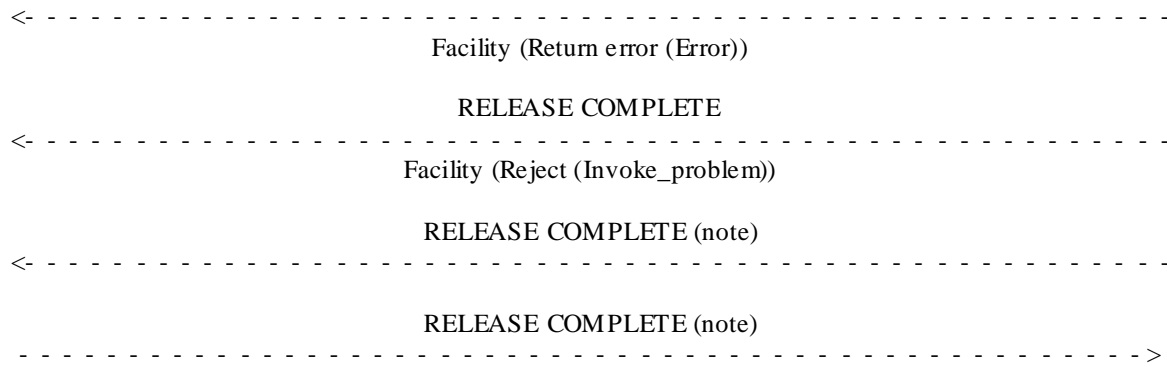 <- - - - - - - - - - - - - - - - - - - - - - - - - - - - - - - - - - - - - - - - - - - - - - - - - - - -
Facility (Return error (Error))
RELEASE COMPLETE
<- - - - - - - - - - - - - - - - - - - - - - - - - - - - - - - - - - - - - - - - - - - - - - - - - - - -
Facility (Reject (Invoke_problem))
RELEASE COMPLETE (note)
<- - - - - - - - - - - - - - - - - - - - - - - - - - - - - - - - - - - - - - - - - - - - - - - - - - - -
RELEASE COMPLETE (note)
- - - - - - - - - - - - - - - - - - - - - - - - - - - - - - - - - - - - - - - - - - - - - - - - - - - ->